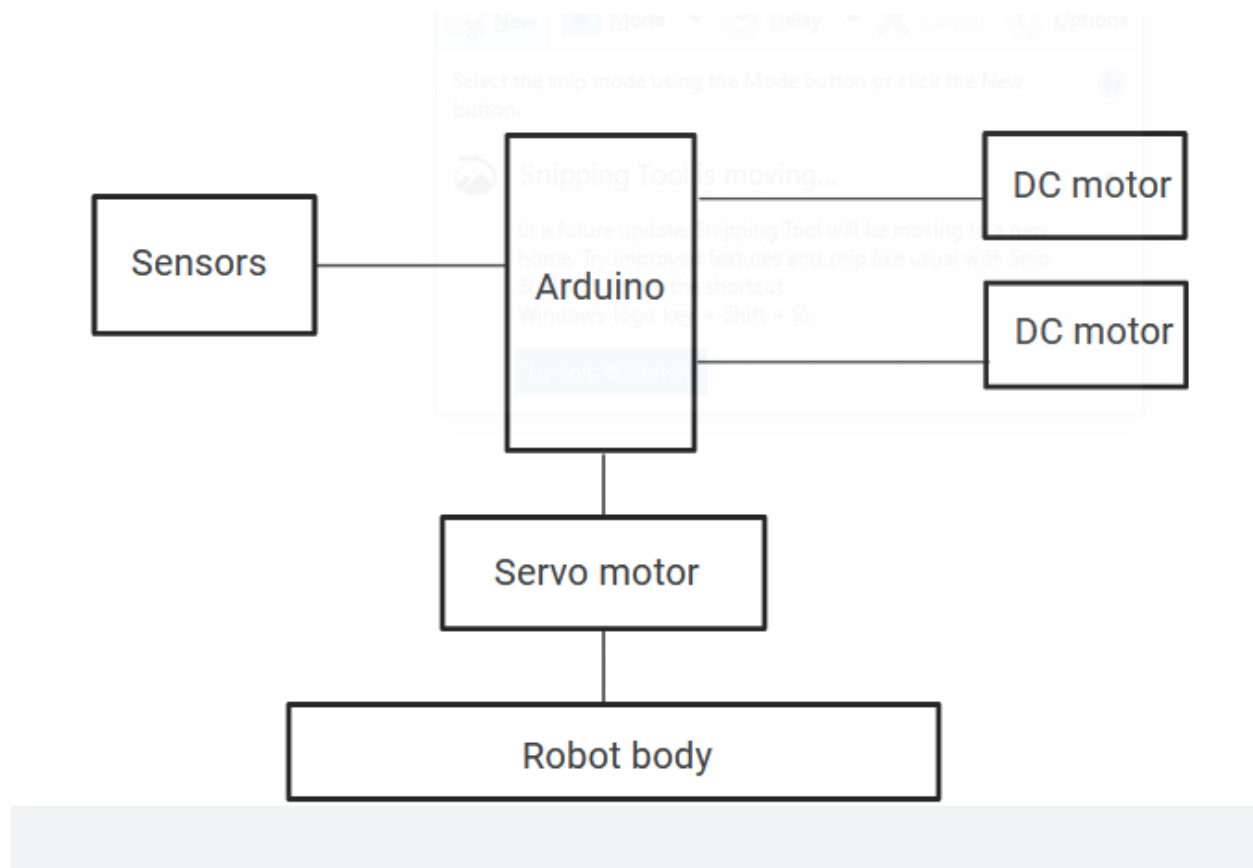 New Mode Delay Cancel Options
Select the snip mode using the Mode button or click the New
button.
Snipping Tool is moving...
In a future update, Snipping Tool will be moving to a new
home. Try improved features and snip like usual with Snip
& the shortcut
Windows logo key + Shift + S).
Try Snip & Sketch
Sensors
Arduino
DC motor
DC motor
Servo motor
Robot body